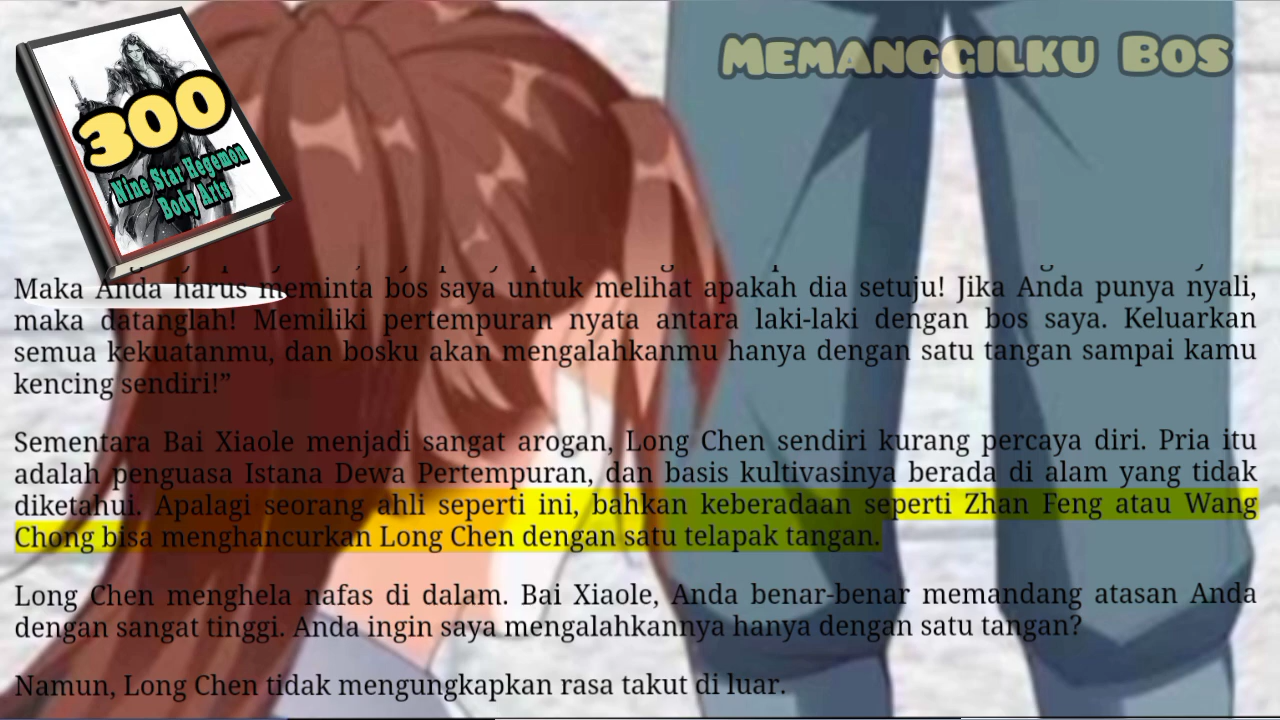 Memanggilku Bos
300
Nine Star Hegemon
Body Arts
Maka Anda harus meminta bos saya untuk melihat apakah dia setuju! Jika Anda punya nyali,
maka datanglah! Memiliki pertempuran nyata antara laki-laki dengan bos saya. Keluarkan
semua kekuatanmu, dan bosku akan mengalahkanmu hanya dengan satu tangan sampai kamu
kencing sendiri!”
Sementara Bai Xiaole menjadi sangat arogan, Long Chen sendiri kurang percaya diri. Pria itu
adalah penguasa Istana Dewa Pertempuran, dan basis kultivasinya berada di alam yang tidak
diketahui. Apalagi seorang ahli seperti ini, bahkan keberadaan seperti Zhan Feng atau Wang
Chong bisa menghancurkan Long Chen dengan satu telapak tangan.
Long Chen menghela nafas di dalam. Bai Xiaole, Anda benar-benar memandang atasan Anda
dengan sangat tinggi. Anda ingin saya mengalahkannya hanya dengan satu tangan?
Namun, Long Chen tidak mengungkapkan rasa takut di luar.